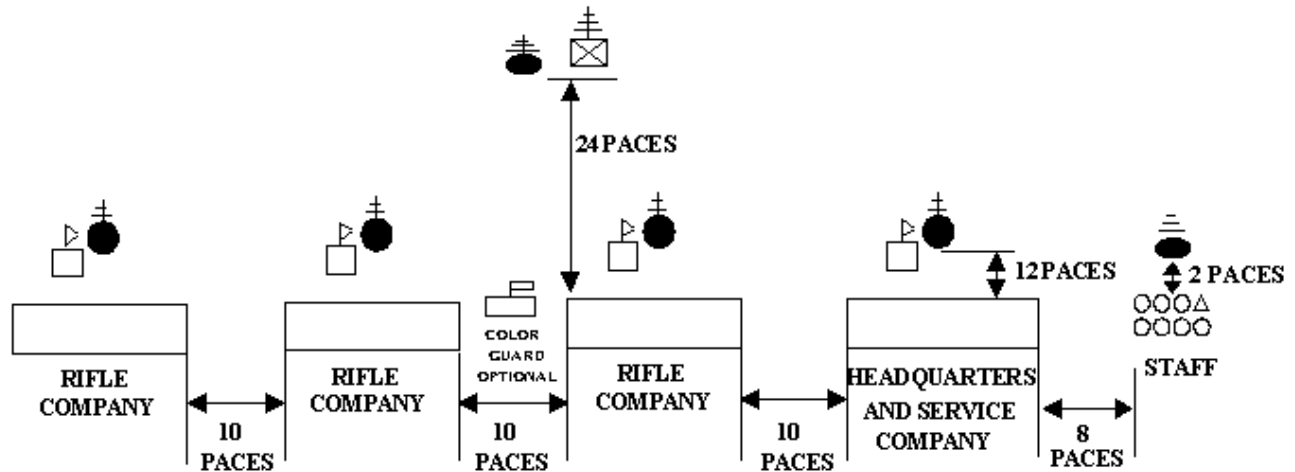 24 PACES
12 PACES
2 PACES
COLOR
GUARD
OPTIONAL
RIFLE
COMPANY
RIFLE
COMPANY
RIFLE
COMPANY
HEADQUARTERS
AND SERVICE
COMPANY
STAFF
10
PACES
10
PACES
10
PACES
8
PACES